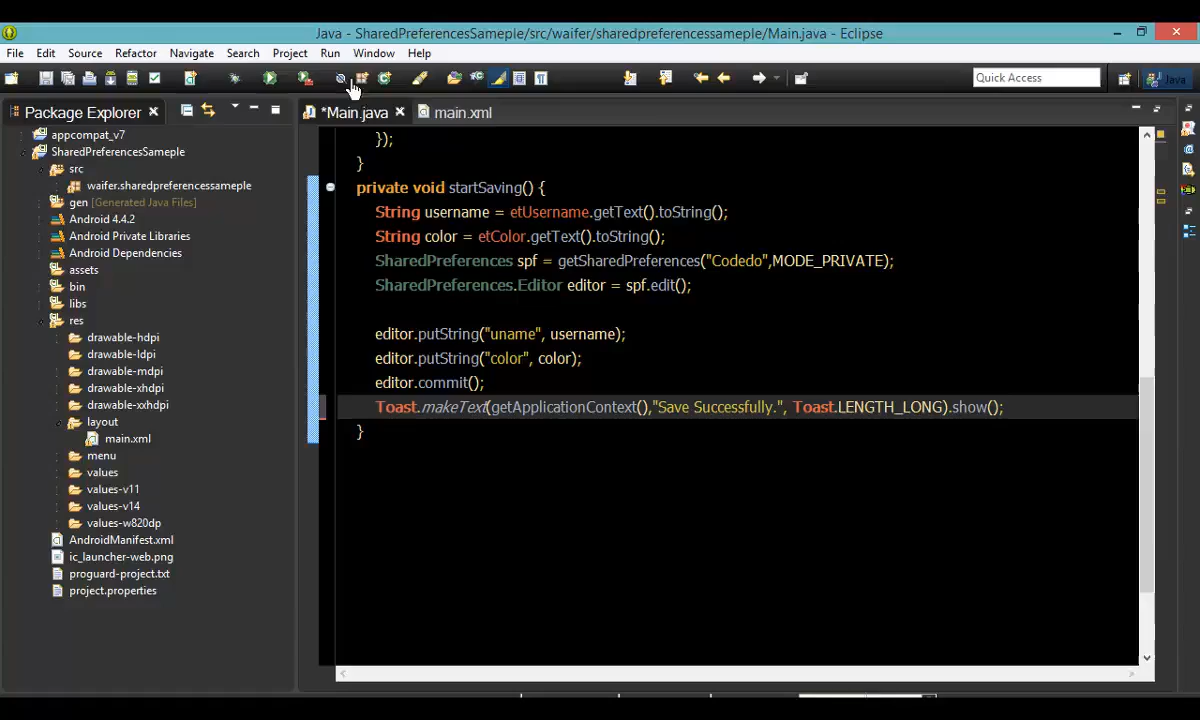 Java - SharedPreferencesSameple/src/waifer/sharedpreferencessameple/Main.java - Eclipse
File Edit Source Refactor Navigate Search Project Run Window Help
Quick Access
Java
Package Explorer
*Main.java
main.xml
appcompat_v7
SharedPreferencesSameple
src
waifer.sharedpreferencessameple
gen [Generated Java Files]
Android 4.4.2
Android Private Libraries
Android Dependencies
assets
bin
libs
res
drawable-hdpi
drawable-ldpi
drawable-mdpi
drawable-xhdpi
drawable-xxhdpi
layout
main.xml
menu
values
values-v11
values-v14
values-w820dp
AndroidManifest.xml
ic_launcher-web.png
proguard-project.txt
project.properties
});
}
private void startSaving() {
String username = etUsername.getText().toString();
String color = etColor.getText().toString();
SharedPreferences spf = getSharedPreferences("Codedo",MODE_PRIVATE);
SharedPreferences.Editor editor = spf.edit();
editor.putString("uname", username);
editor.putString("color", color);
editor.commit();
Toast.makeText(getApplicationContext(),"Save Successfully.", Toast.LENGTH_LONG).show();
}